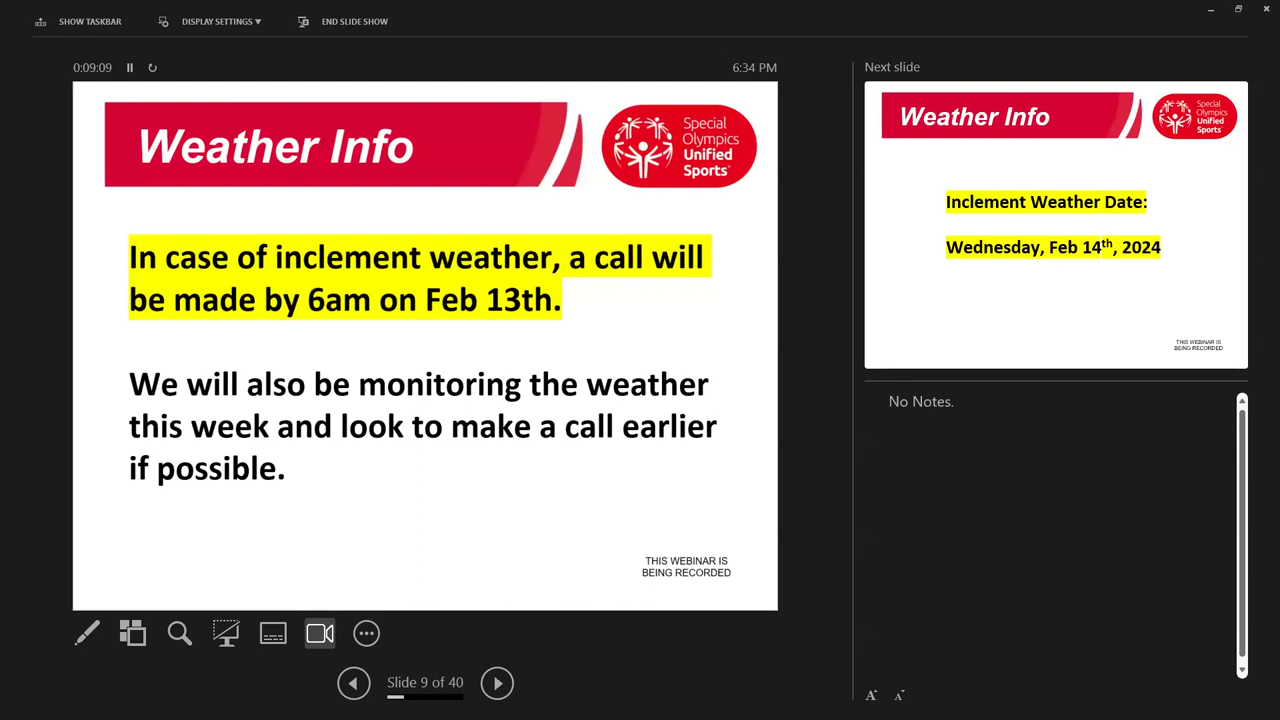 SHOW TASKBAR
DISPLAY SETTINGS
END SLIDE SHOW
0:09:09
6:34 PM
Weather Info
Special
Olympics
Unified
Sports
In case of inclement weather, a call will
be made by 6am on Feb 13th.
We will also be monitoring the weather
this week and look to make a call earlier
if possible.
THIS WEBINAR IS
BEING RECORDED
Slide 9 of 40
Next slide
Weather Info
Special
Olympics
Unified
Sports
Inclement Weather Date:
Wednesday, Feb 14th, 2024
THIS WEBINAR IS
BEING RECORDED
No Notes.
A A